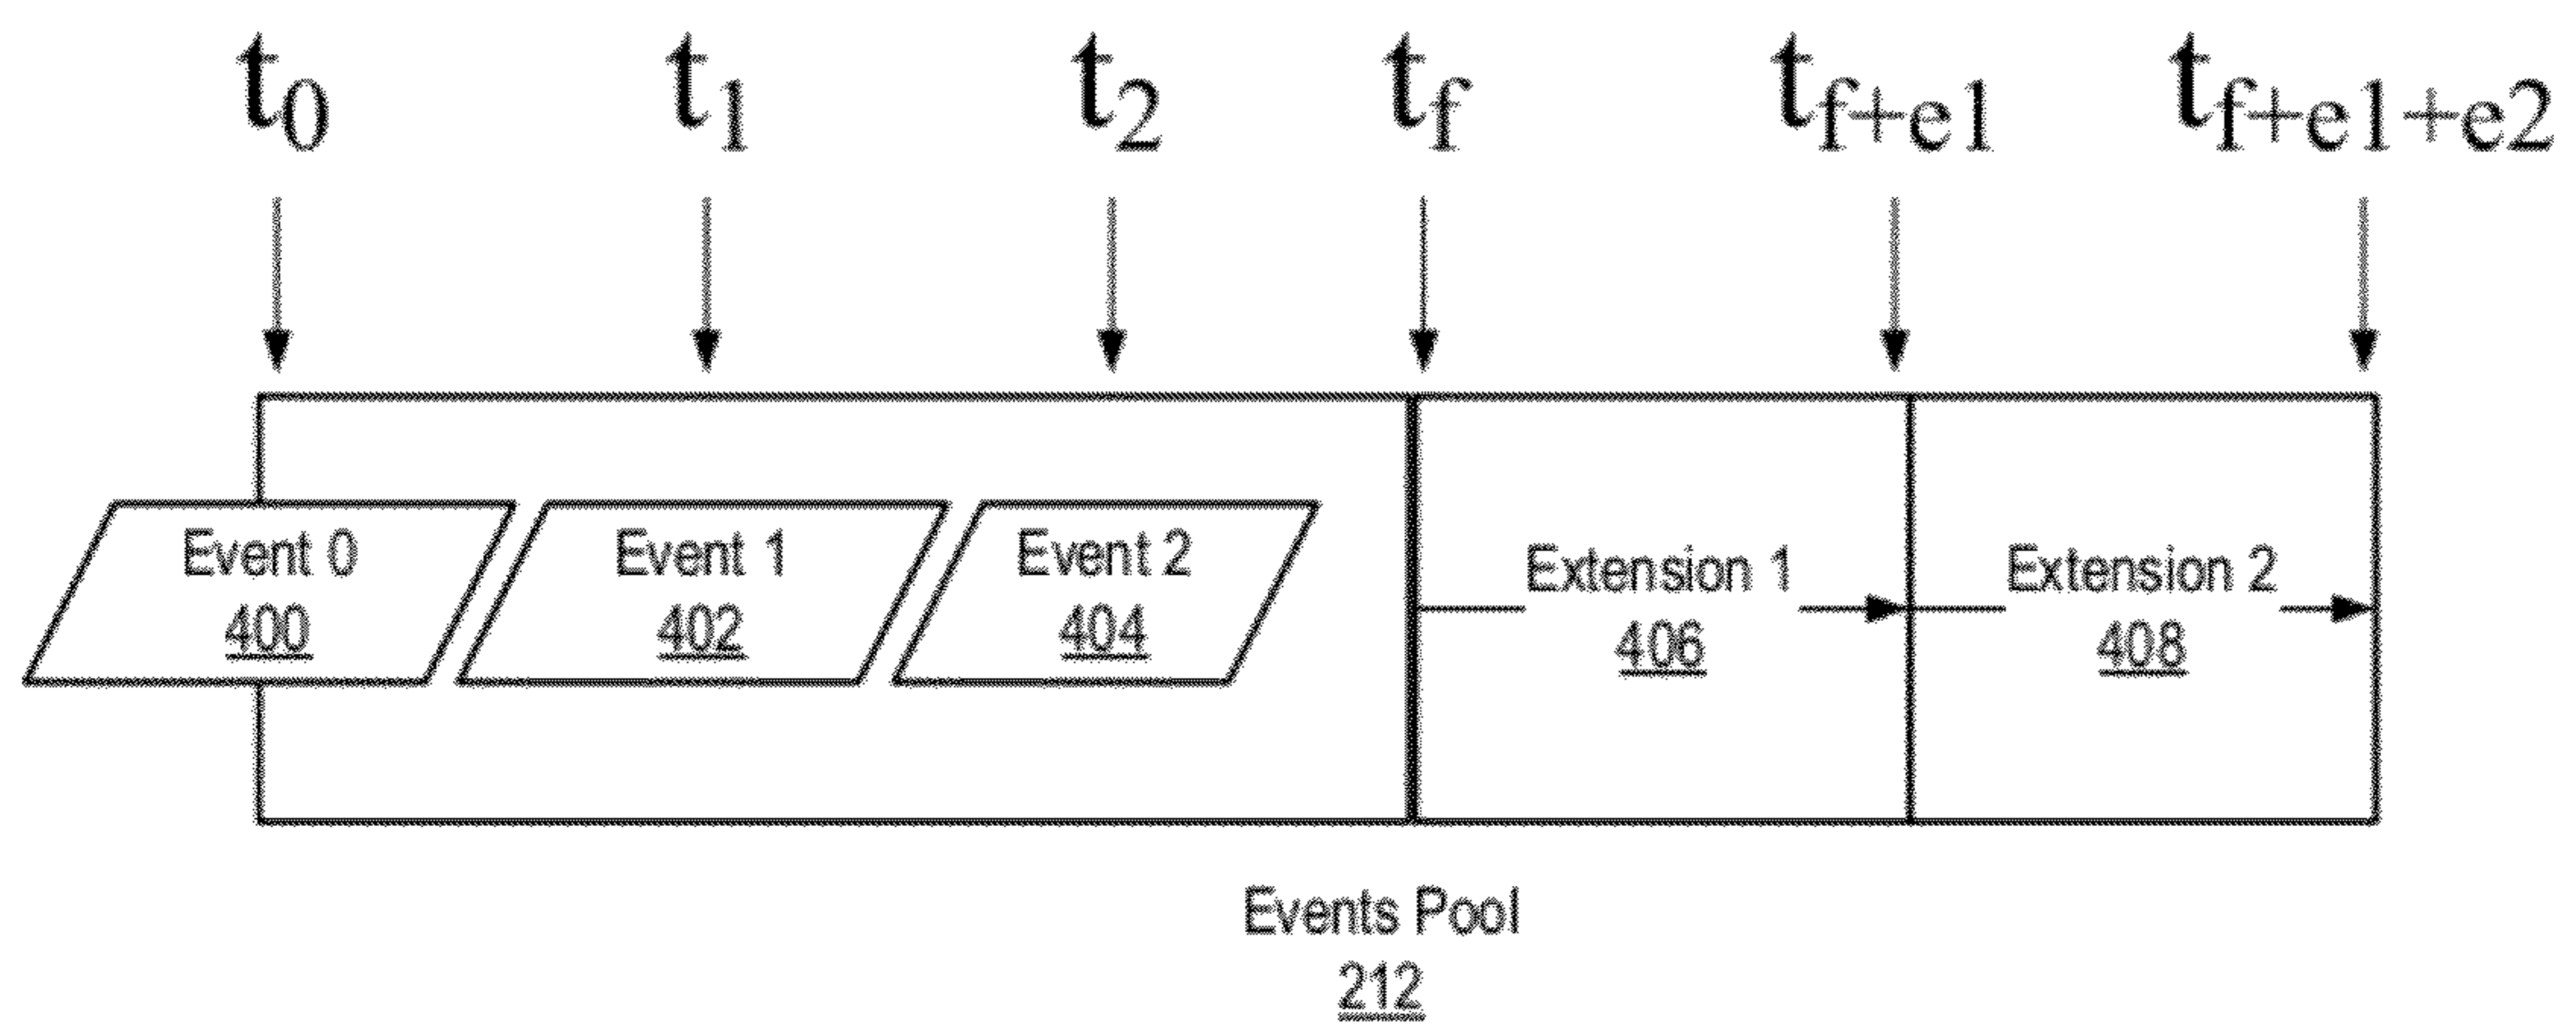 t0 t1 t2 tf tf+e1 tf+e1+e2
Event 0
400
Event 1
402
Event 2
404
Extension 1
406
Extension 2
408
Events Pool
212